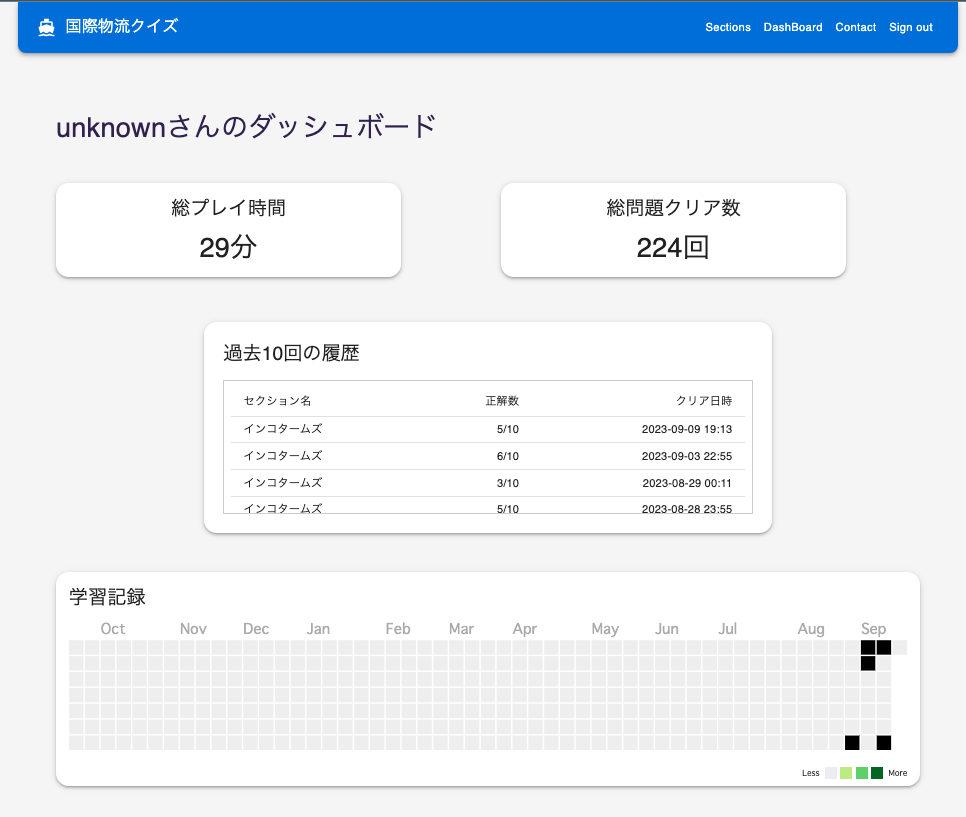 国際物流クイズ
Sections DashBoard Contact Sign out
unknownさんのダッシュボード
総プレイ時間
29分
総問題クリア数
224回
過去10回の履歴
セクション名 正解数 クリア日時
インコタームズ 5/10 2023-09-09 19:13
インコタームズ 6/10 2023-09-03 22:55
インコタームズ 3/10 2023-08-29 00:11
インコタームズ 5/10 2023-08-28 23:55
学習記録
Oct Nov Dec Jan Feb Mar Apr May Jun Jul Aug Sep
Less More